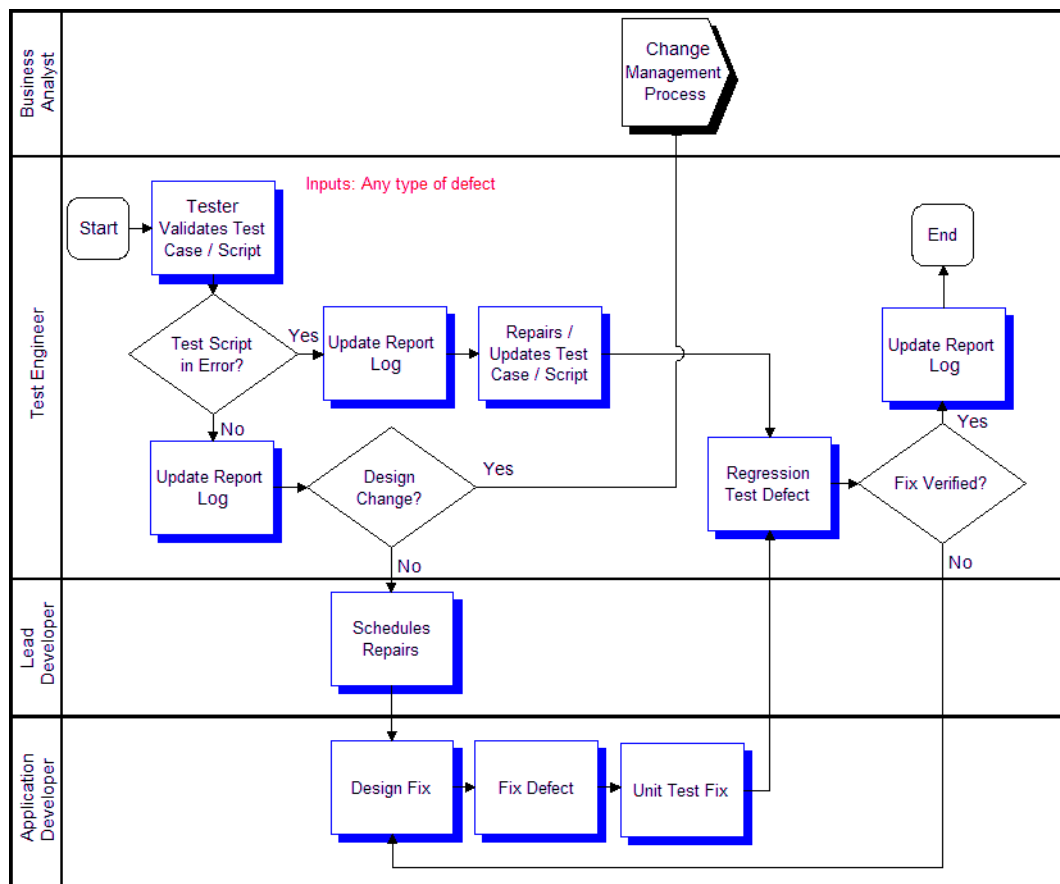 Business
Analyst
Change
Management
Process
Test Engineer
Inputs: Any type of defect
Start
Tester
Validates Test
Case / Script
End
Test Script
in Error?
Yes
Update Report
Log
Repairs /
Updates Test
Case / Script
Update Report
Log
No
Yes
Update Report
Log
Design
Change?
Yes
Regression
Test Defect
Fix Verified?
No
No
Lead
Developer
Schedules
Repairs
Application
Developer
Design Fix
Fix Defect
Unit Test Fix